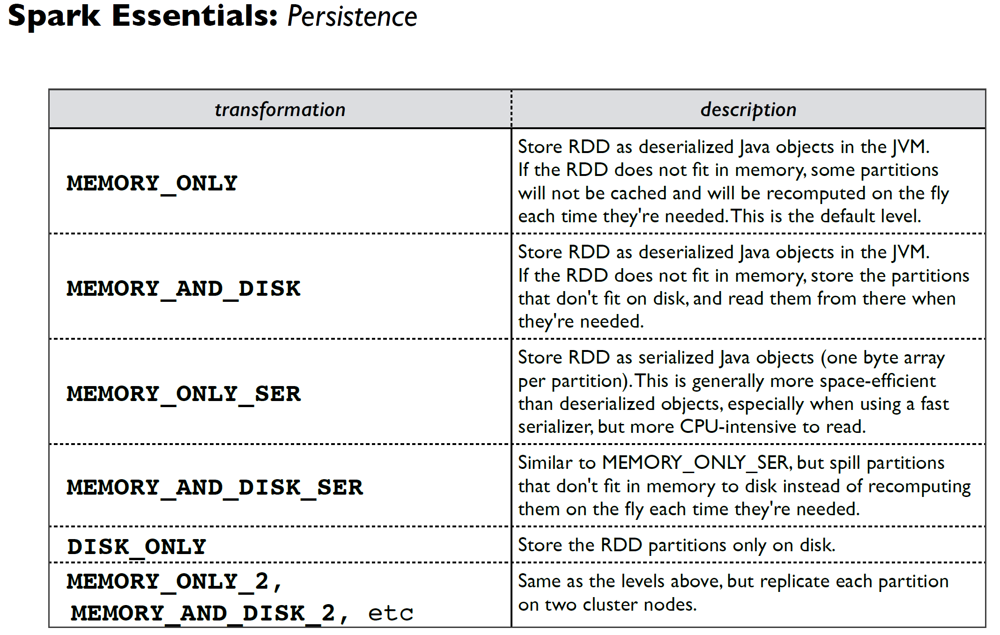 Spark Essentials: Persistence
transformation
description
MEMORY_ONLY
Store RDD as deserialized Java objects in the JVM.
If the RDD does not fit in memory, some partitions
will not be cached and will be recomputed on the fly
each time they're needed. This is the default level.
MEMORY_AND_DISK
Store RDD as deserialized Java objects in the JVM.
If the RDD does not fit in memory, store the partitions
that don't fit on disk, and read them from there when
they're needed.
MEMORY_ONLY_SER
Store RDD as serialized Java objects (one byte array
per partition). This is generally more space-efficient
than deserialized objects, especially when using a fast
serializer, but more CPU-intensive to read.
MEMORY_AND_DISK_SER
Similar to MEMORY_ONLY_SER, but spill partitions
that don't fit in memory to disk instead of recomputing
them on the fly each time they're needed.
DISK_ONLY
Store the RDD partitions only on disk.
MEMORY_ONLY_2,
MEMORY_AND_DISK_2, etc
Same as the levels above, but replicate each partition
on two cluster nodes.